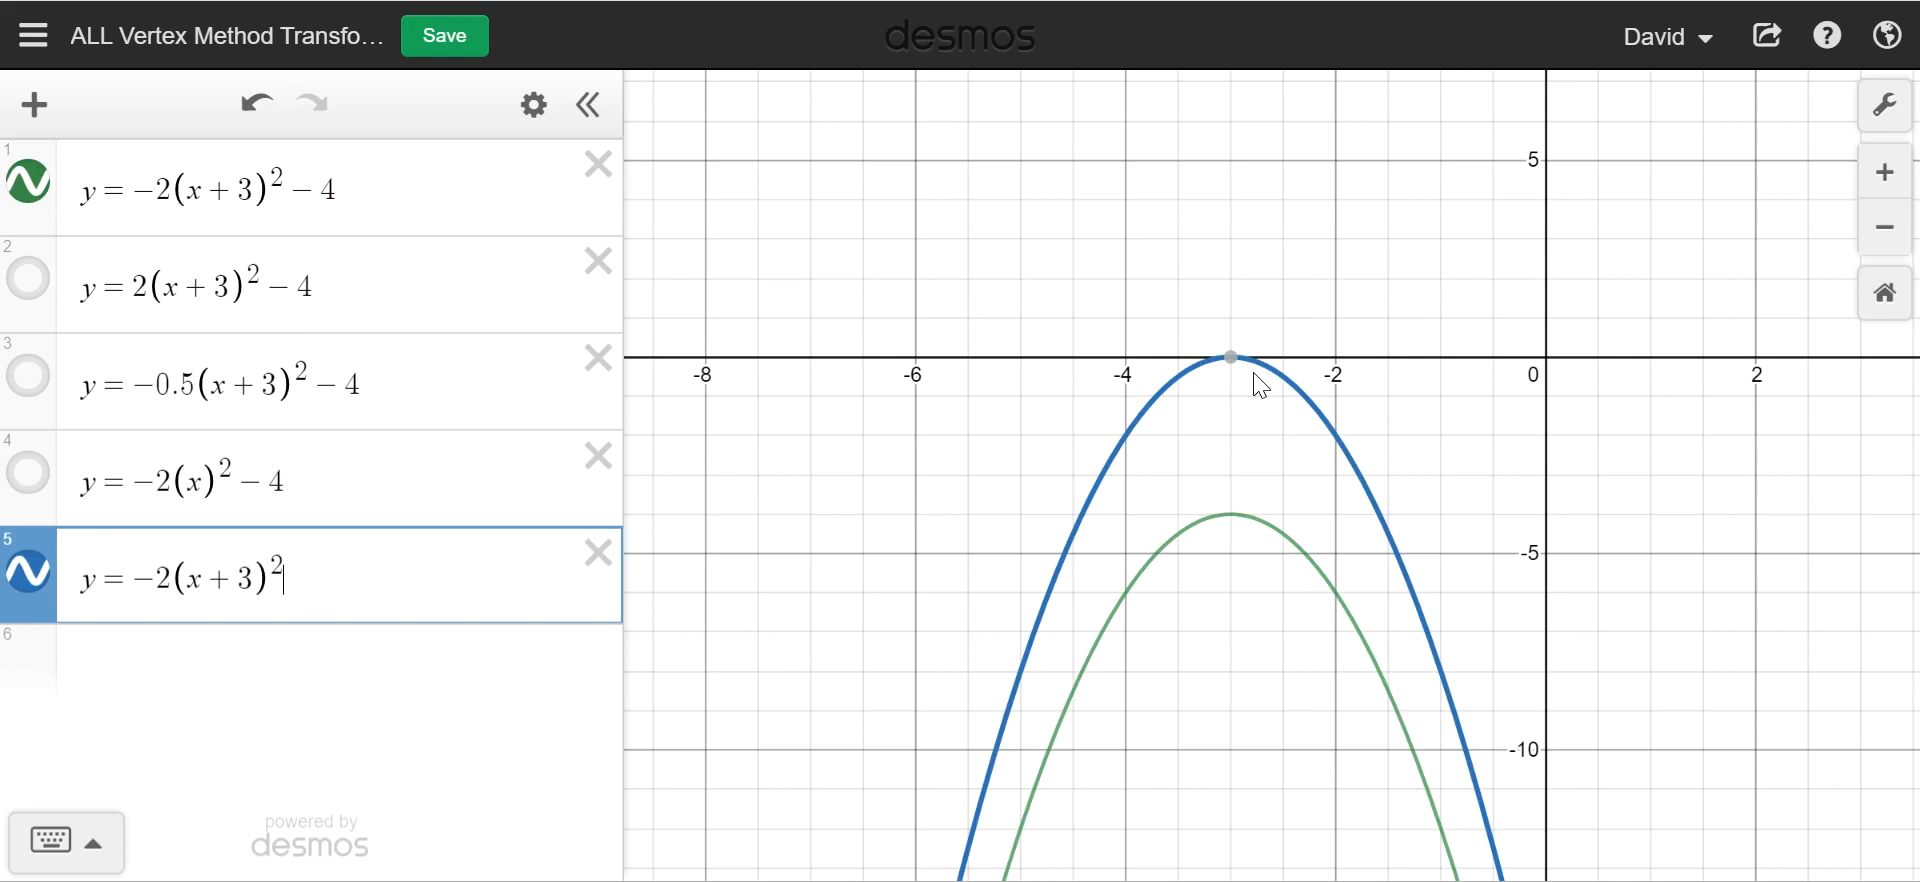 ALL Vertex Method Transfo... Save desmos David
1
y = −2(x + 3)² − 4
2
y = 2(x + 3)² − 4
3
y = −0.5(x + 3)² − 4
4
y = −2(x)² − 4
5
y = −2(x + 3)²
6
powered by
desmos
5
-8 -6 -4 -2 0 2
-5
-10